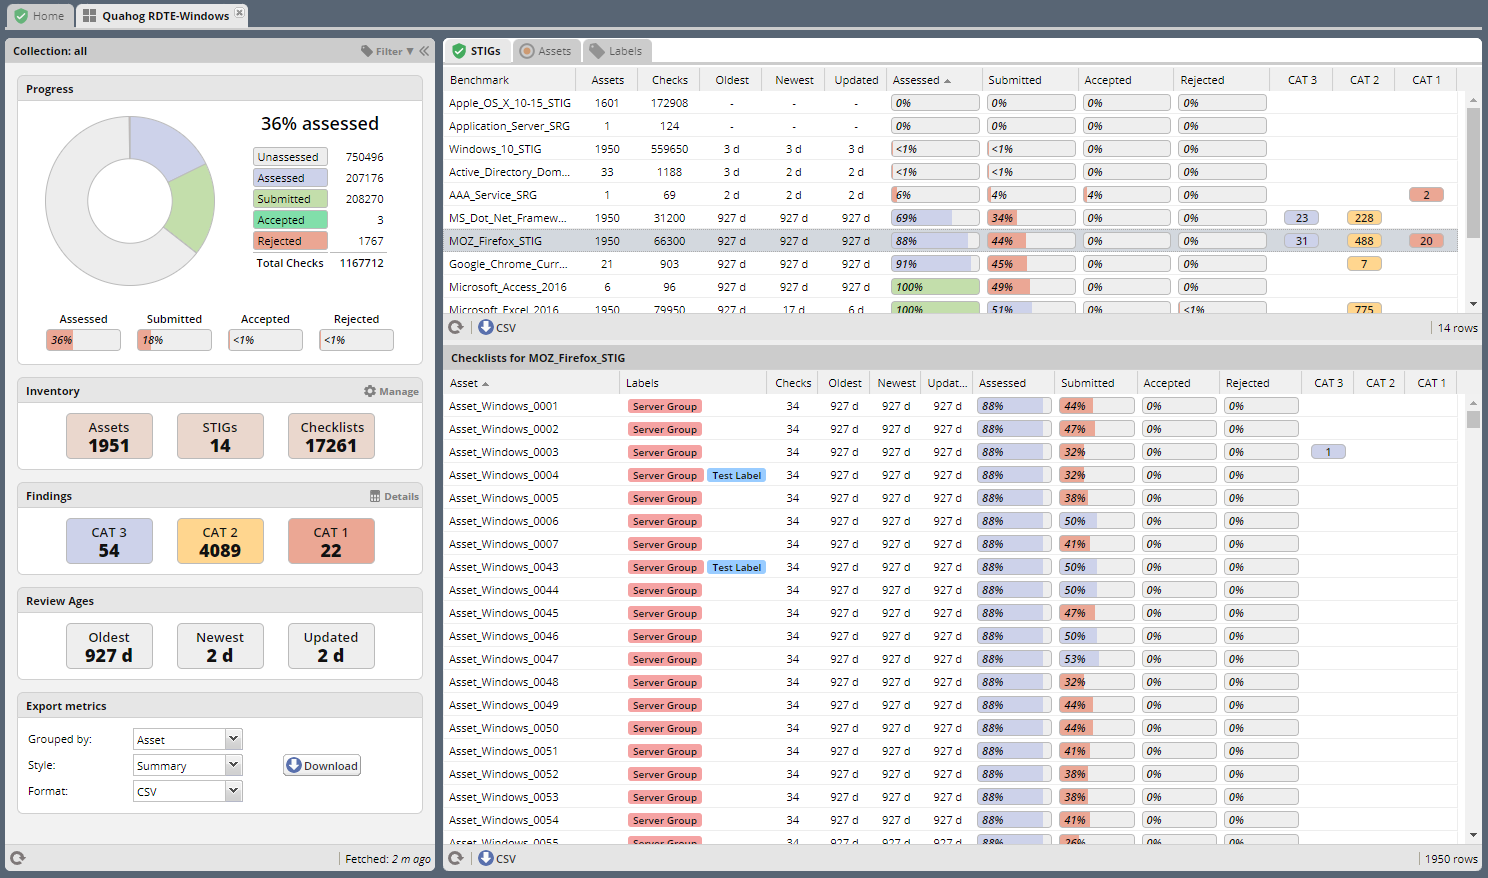 Home
Quahog RDTE-Windows
Collection: all
Filter
Progress
36% assessed
Unassessed 750496
Assessed 207176
Submitted 208270
Accepted 3
Rejected 1767
Total Checks 1167712
Assessed Submitted Accepted Rejected
36% 18% <1% <1%
Inventory Manage
Assets STIGs Checklists
1951 14 17261
Findings Details
CAT 3 CAT 2 CAT 1
54 4089 22
Review Ages
Oldest Newest Updated
927 d 2 d 2 d
Export metrics
Grouped by: Asset
Style: Summary
Download
Format: CSV
Fetched: 2 m ago
STIGs Assets Labels
Benchmark Assets Checks Oldest Newest Updated Assessed Submitted Accepted Rejected CAT 3 CAT 2 CAT 1
Apple_OS_X_10-15_STIG 1601 172908 - - - 0% 0% 0% 0%
Application_Server_SRG 1 124 - - - 0% 0% 0% 0%
Windows_10_STIG 1950 559650 3 d 3 d 3 d <1% <1% 0% 0%
Active_Directory_Dom... 33 1188 3 d 2 d 2 d <1% <1% 0% 0%
AAA_Service_SRG 1 69 2 d 2 d 2 d 6% 4% 4% 0% 2
MS_Dot_Net_Framew... 1950 31200 927 d 927 d 927 d 69% 34% 0% 0% 23 228
MOZ_Firefox_STIG 1950 66300 927 d 927 d 927 d 88% 44% 0% 0% 31 488 20
Google_Chrome_Curr... 21 903 927 d 927 d 927 d 91% 45% 0% 0% 7
Microsoft_Access_2016 6 96 927 d 927 d 927 d 100% 49% 0% 0%
Microsoft_Excel_2016 1950 79950 927 d 17 d 6 d 100% 51% 0% <1% 775
CSV 14 rows
Checklists for MOZ_Firefox_STIG
Asset Labels Checks Oldest Newest Updat... Assessed Submitted Accepted Rejected CAT 3 CAT 2 CAT 1
Asset_Windows_0001 Server Group 34 927 d 927 d 927 d 88% 44% 0% 0%
Asset_Windows_0002 Server Group 34 927 d 927 d 927 d 88% 47% 0% 0%
Asset_Windows_0003 Server Group 34 927 d 927 d 927 d 88% 32% 0% 0% 1
Asset_Windows_0004 Server Group Test Label 34 927 d 927 d 927 d 88% 32% 0% 0%
Asset_Windows_0005 Server Group 34 927 d 927 d 927 d 88% 38% 0% 0%
Asset_Windows_0006 Server Group 34 927 d 927 d 927 d 88% 50% 0% 0%
Asset_Windows_0007 Server Group 34 927 d 927 d 927 d 88% 41% 0% 0%
Asset_Windows_0043 Server Group Test Label 34 927 d 927 d 927 d 88% 50% 0% 0%
Asset_Windows_0044 Server Group 34 927 d 927 d 927 d 88% 50% 0% 0%
Asset_Windows_0045 Server Group 34 927 d 927 d 927 d 88% 47% 0% 0%
Asset_Windows_0046 Server Group 34 927 d 927 d 927 d 88% 50% 0% 0%
Asset_Windows_0047 Server Group 34 927 d 927 d 927 d 88% 53% 0% 0%
Asset_Windows_0048 Server Group 34 927 d 927 d 927 d 88% 32% 0% 0%
Asset_Windows_0049 Server Group 34 927 d 927 d 927 d 88% 44% 0% 0%
Asset_Windows_0050 Server Group 34 927 d 927 d 927 d 88% 44% 0% 0%
Asset_Windows_0051 Server Group 34 927 d 927 d 927 d 88% 41% 0% 0%
Asset_Windows_0052 Server Group 34 927 d 927 d 927 d 88% 38% 0% 0%
Asset_Windows_0053 Server Group 34 927 d 927 d 927 d 88% 38% 0% 0%
Asset_Windows_0054 Server Group 34 927 d 927 d 927 d 88% 41% 0% 0%
Asset_Windows_0055 Server Group 34 927 d 927 d 927 d 88% 26% 0% 0%
CSV 1950 rows